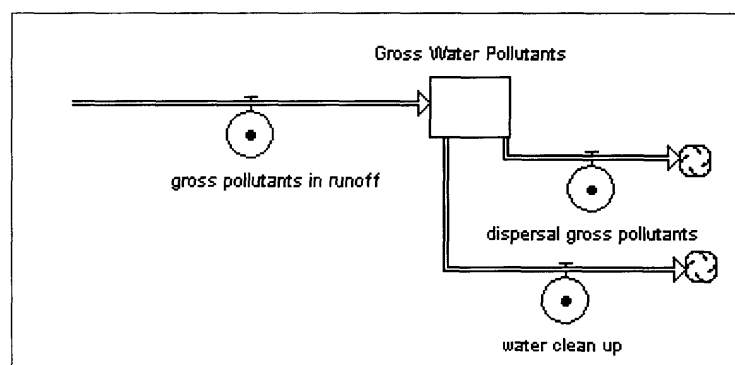 Gross Water Pollutants
gross pollutants in runoff
dispersal gross pollutants
water clean up